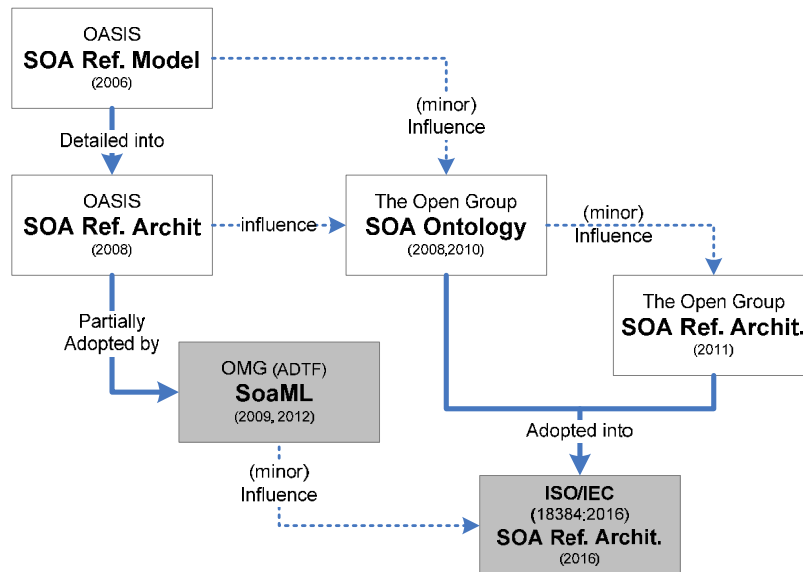 OASIS
SOA Ref. Model
(2006)
(minor)
Influence
Detailed into
OASIS
SOA Ref. Archit
(2008)
influence
The Open Group
SOA Ontology
(2008,2010)
(minor)
Influence
The Open Group
SOA Ref. Archit.
(2011)
Partially
Adopted by
OMG (ADTF)
SoaML
(2009, 2012)
Adopted into
(minor)
Influence
ISO/IEC
(18384:2016)
SOA Ref. Archit.
(2016)